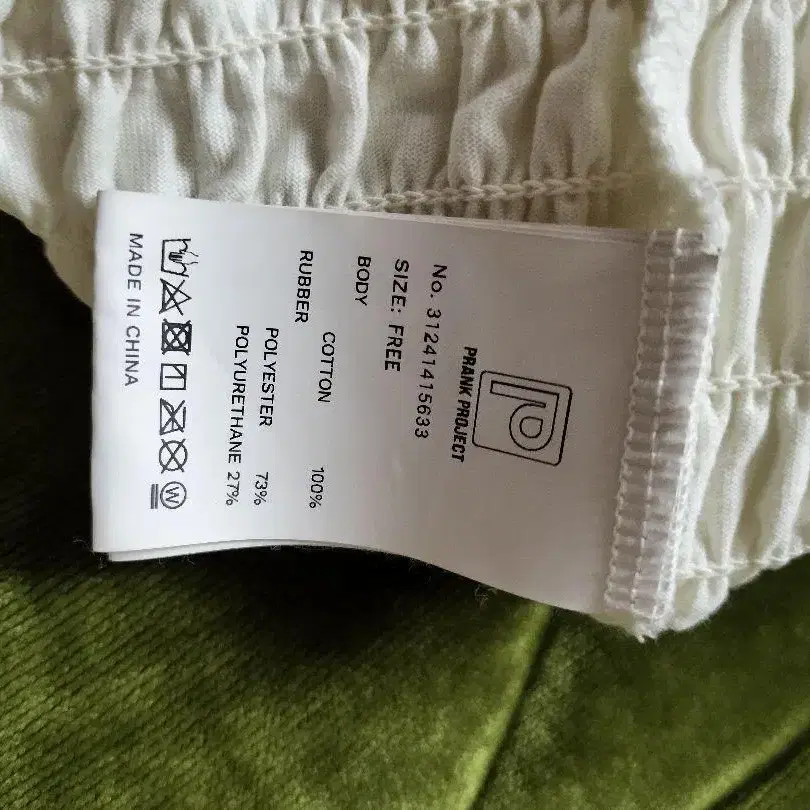 PRANK PROJECT
No. 31241415633
SIZE: FREE
BODY
COTTON 100%
RUBBER
POLYESTER 73%
POLYURETHANE 27%
W
MADE IN CHINA